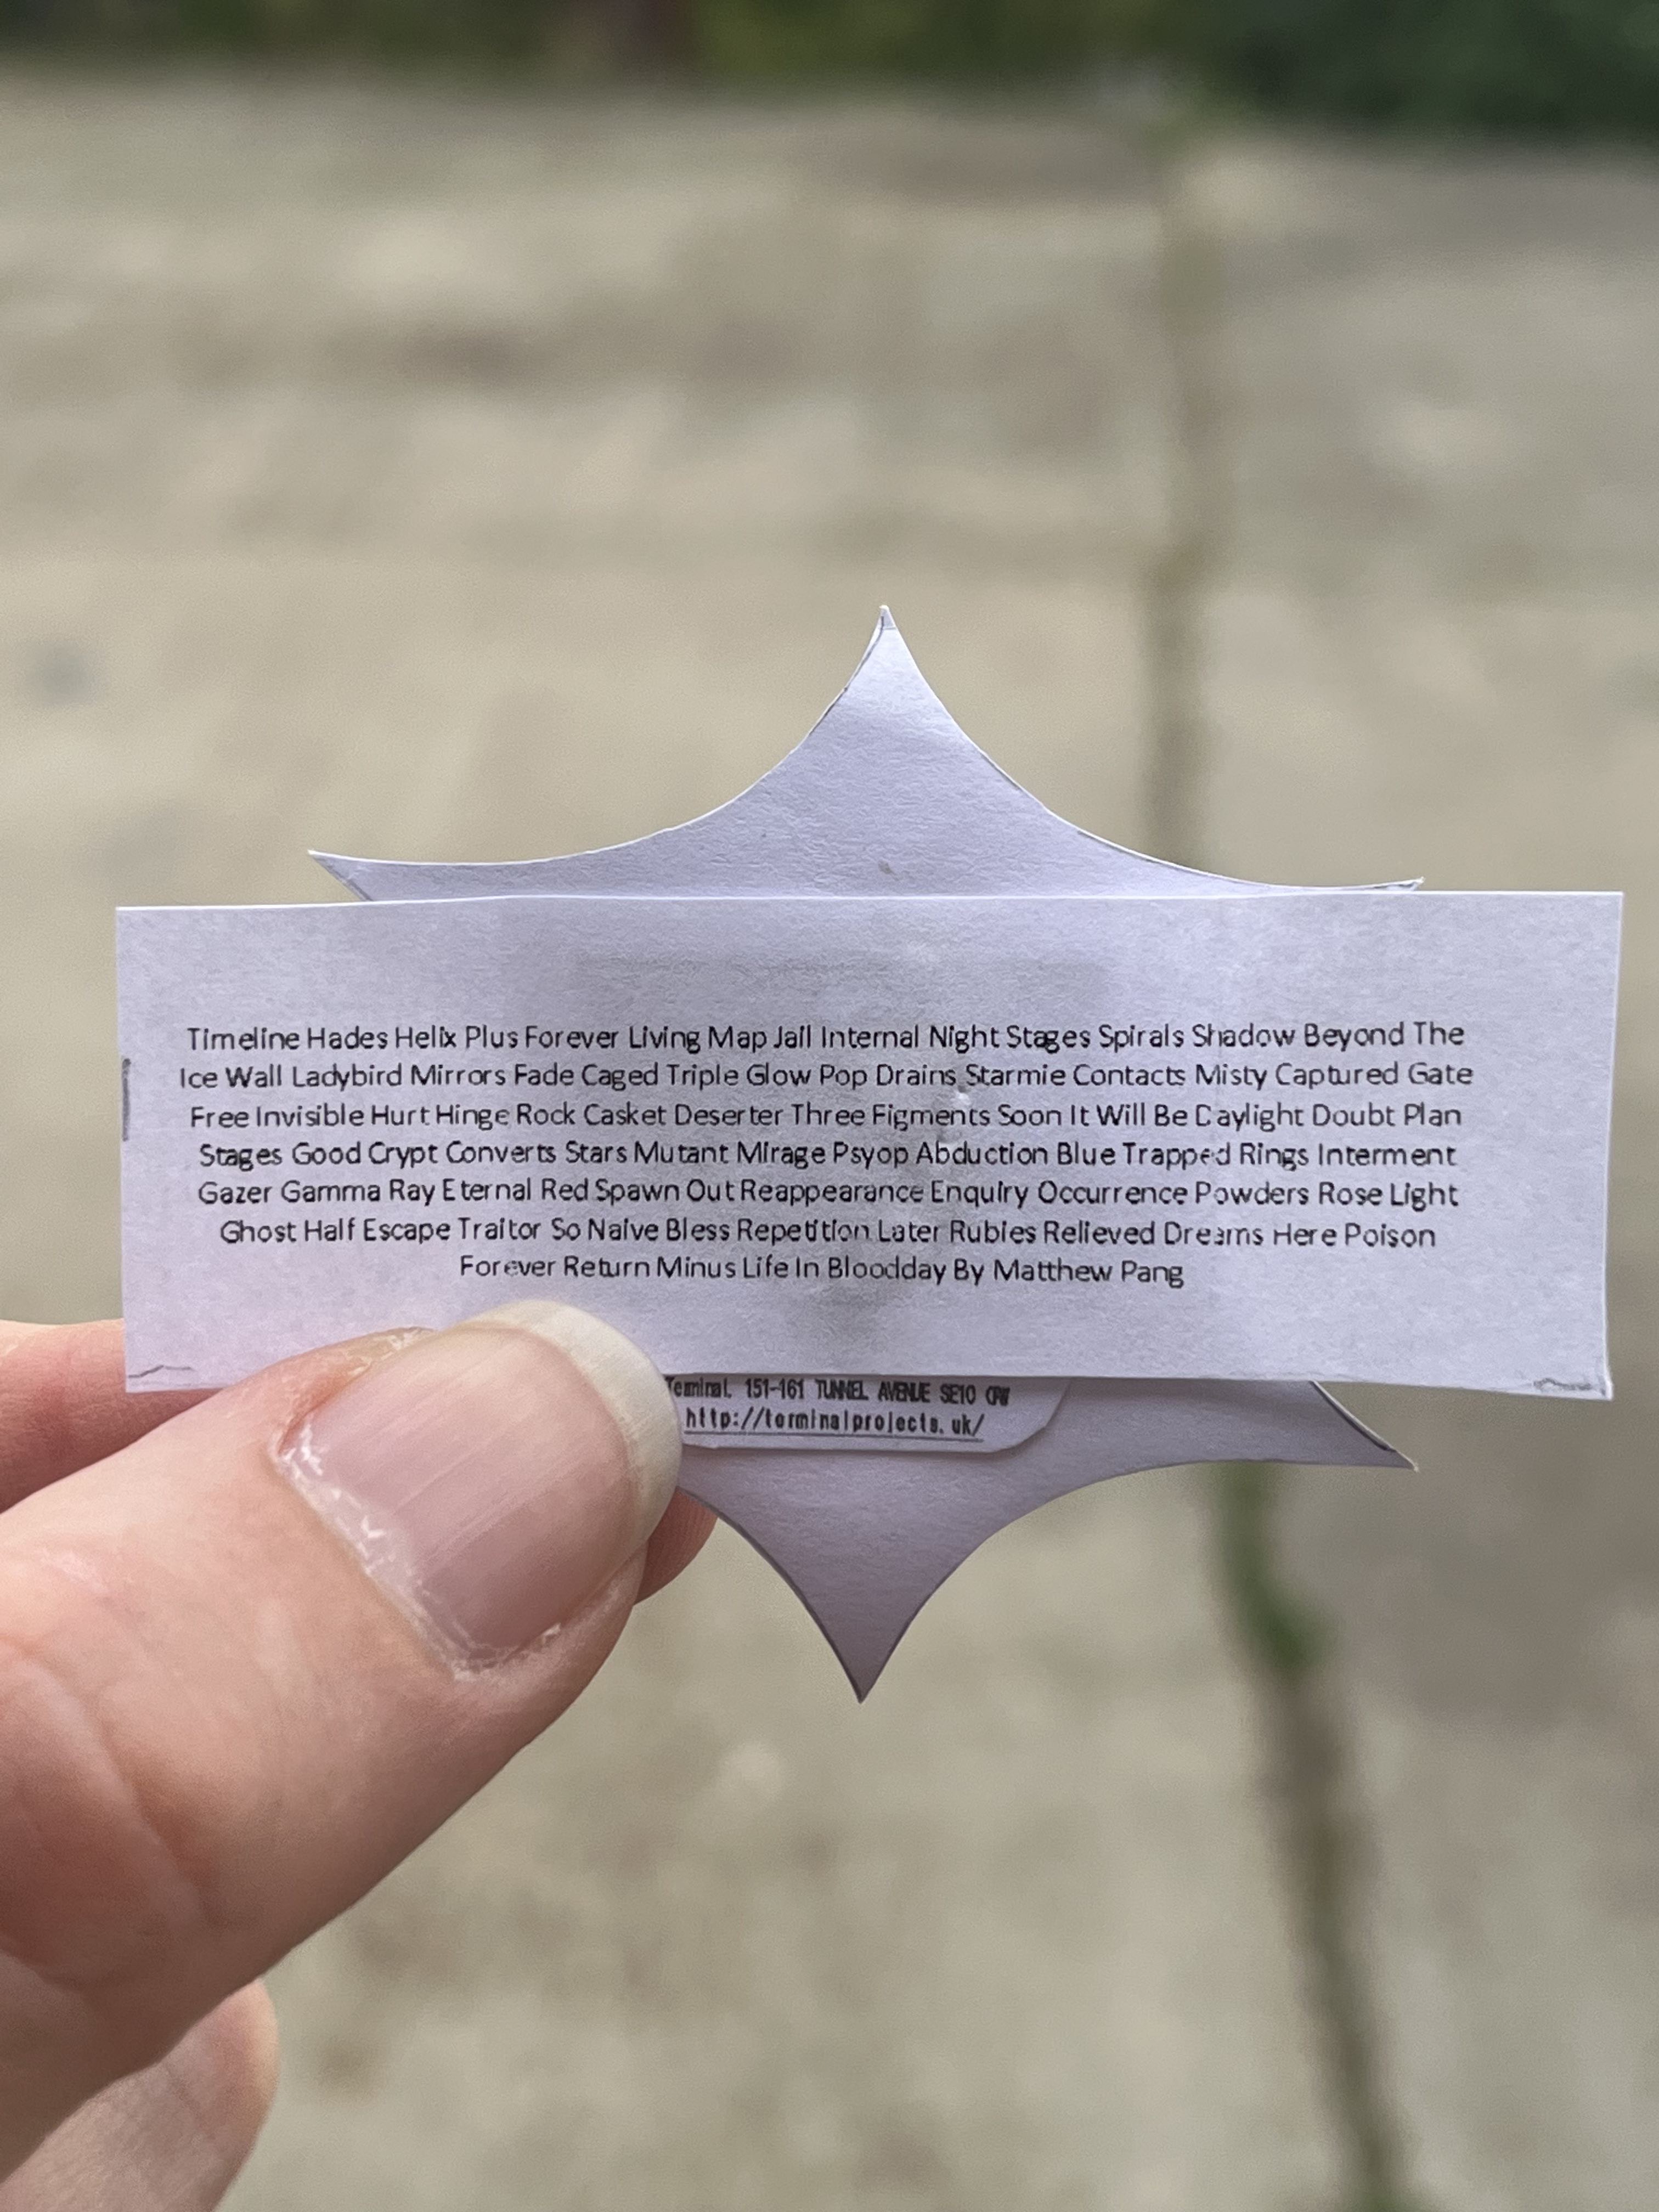 Timeline Hades Helix Plus Forever Living Map Jail Internal Night Stages Spirals Shadow Beyond The
Ice Wall Ladybird Mirrors Fade Caged Triple Glow Pop Drains Starmie Contacts Misty Captured Gate
Free Invisible Hurt Hinge Rock Casket Deserter Three Figments Soon It Will Be Daylight Doubt Plan
Stages Good Crypt Converts Stars Mutant Mirage Psyop Abduction Blue Trapped Rings Interment
Gazer Gamma Ray Eternal Red Spawn Out Reappearance Enquiry Occurrence Powders Rose Light
Ghost Half Escape Traitor So Naive Bless Repetition Later Rubies Relieved Dreams Here Poison
Forever Return Minus Life In Bloodday By Matthew Pang
Terminal, 151-161 TUNNEL AVENUE SE10
http://terminalprojects.uk/